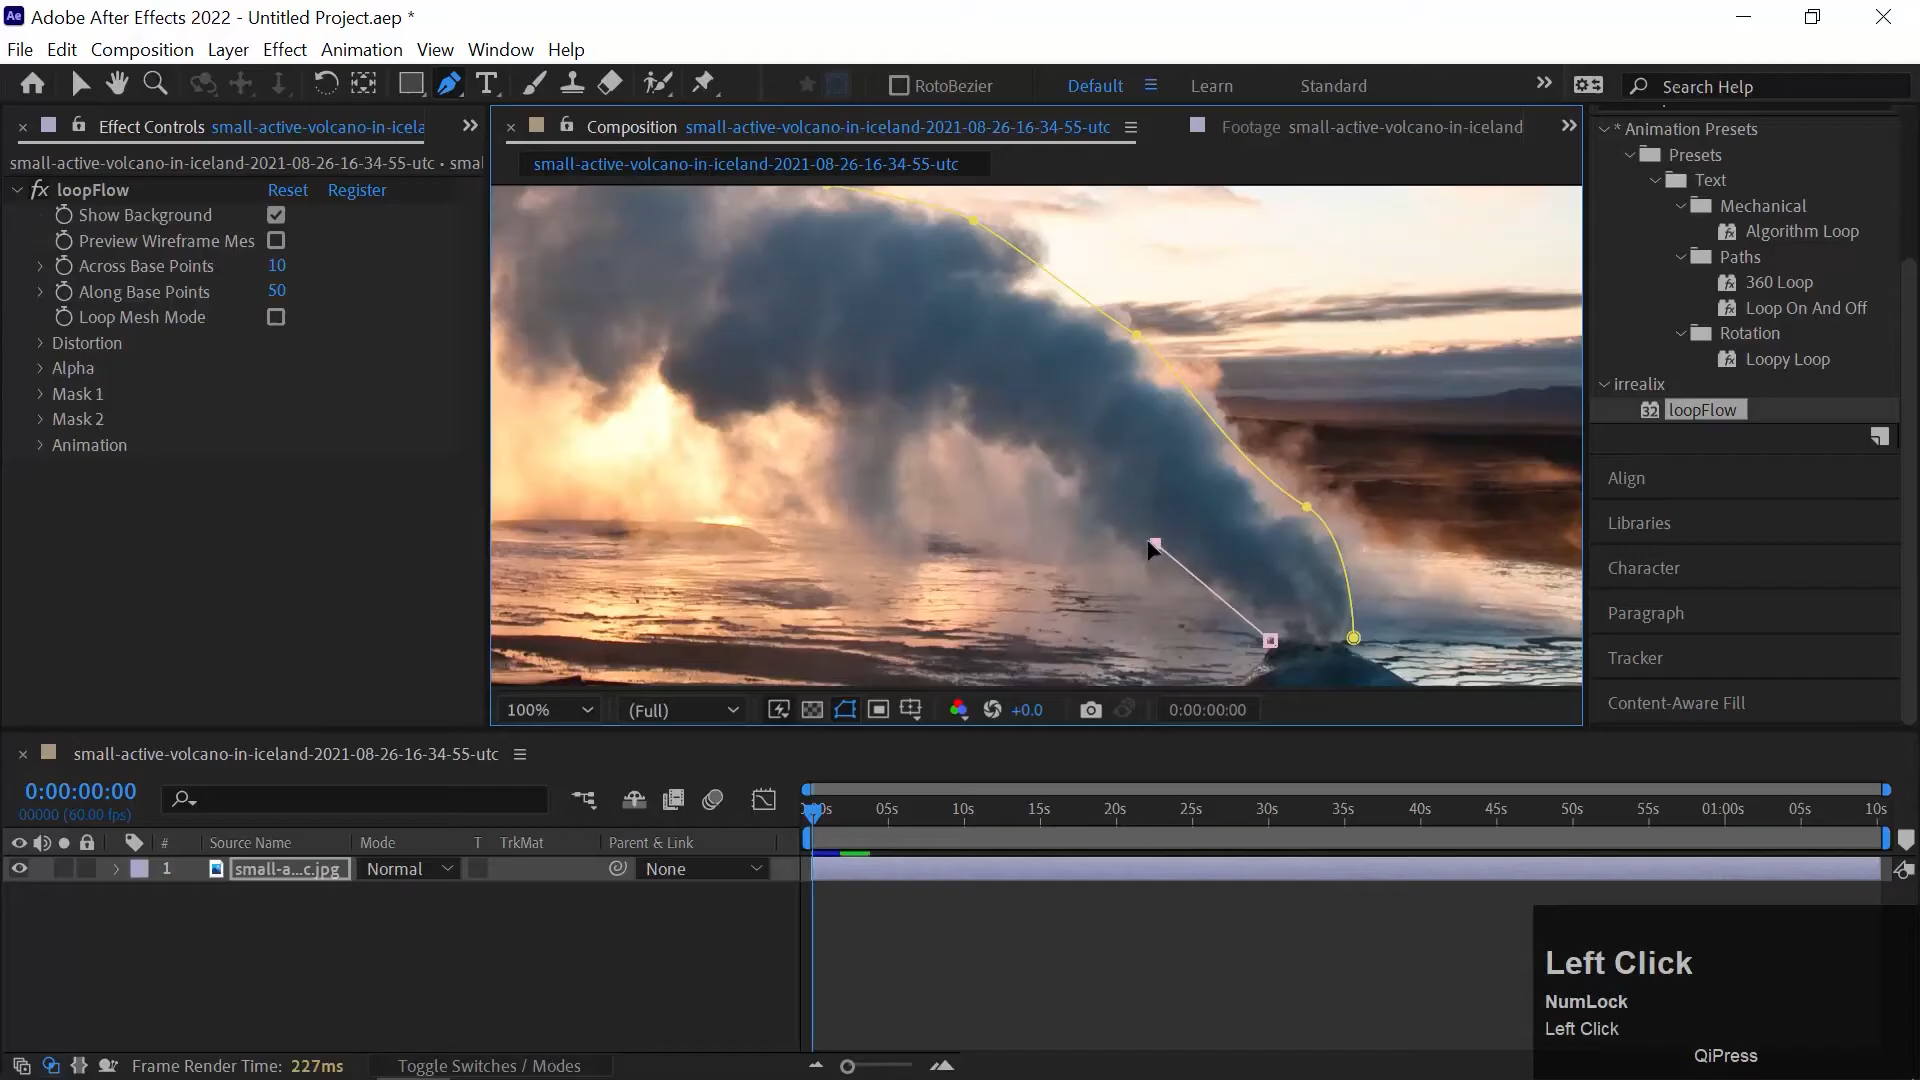 Ae Adobe After Effects 2022 - Untitled Project.aep *
File Edit Composition Layer Effect Animation View Window Help
T RotoBezier Default Learn Standard Search Help
Effect Controls small-active-volcano-in-icela
small-active-volcano-in-iceland-2021-08-26-16-34-55-utc • smal
fx loopFlow Reset Register
Show Background
Preview Wireframe Mes
Across Base Points 10
Along Base Points 50
Loop Mesh Mode
Distortion
Alpha
Mask 1
Mask 2
Animation
Composition small-active-volcano-in-iceland-2021-08-26-16-34-55-utc
Footage small-active-volcano-in-iceland
small-active-volcano-in-iceland-2021-08-26-16-34-55-utc
100% (Full) +0.0 0:00:00:00
* Animation Presets
Presets
Text
Mechanical
Algorithm Loop
Paths
360 Loop
Loop On And Off
Rotation
Loopy Loop
irrealix
32 loopFlow
Align
Libraries
Character
Paragraph
Tracker
Content-Aware Fill
small-active-volcano-in-iceland-2021-08-26-16-34-55-utc
0:00:00:00
00000 (60.00 fps)
05s 10s 15s 20s 25s 30s 35s 40s 45s 50s 55s 01:00s 05s 10s
# Source Name Mode T TrkMat Parent & Link
1 small-a...c.jpg Normal None
Frame Render Time: 227ms Toggle Switches / Modes
Left Click
NumLock
Left Click
QiPress